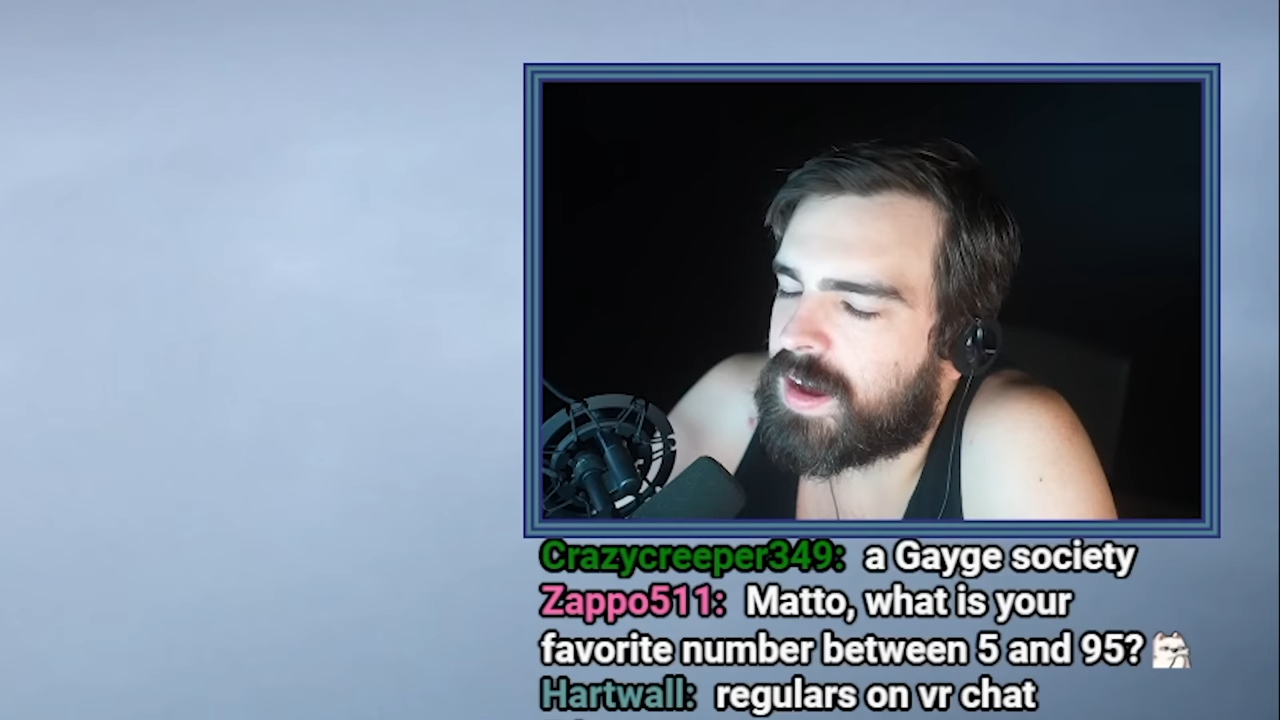 Crazycreeper349: a Gayge society
Zappo511: Matto, what is your
favorite number between 5 and 95?
Hartwall: regulars on vr chat